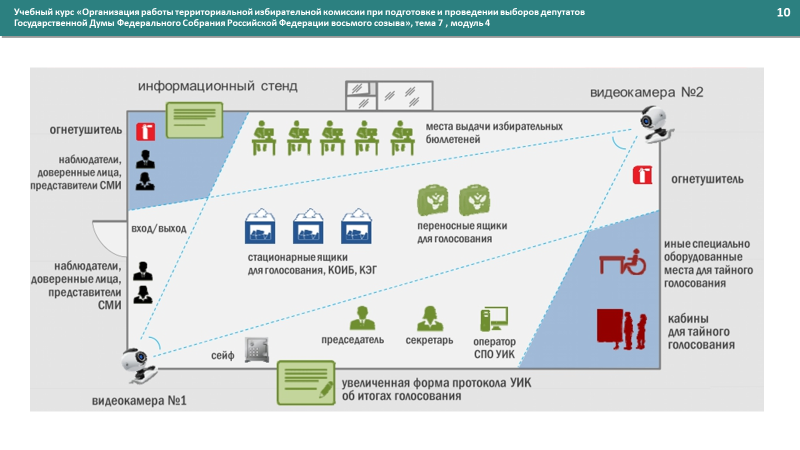 Учебный курс «Организация работы территориальной избирательной комиссии при подготовке и проведении выборов депутатов
Государственной Думы Федерального Собрания Российской Федерации восьмого созыва», тема 7 , модуль 4
10
информационный стенд
видеокамера №2
огнетушитель
места выдачи избирательных
бюллетеней
наблюдатели,
доверенные лица,
представители СМИ
огнетушитель
вход/выход
переносные ящики
для голосования
стационарные ящики
для голосования, КОИБ, КЭГ
иные специально
оборудованные
места для тайного
голосования
наблюдатели,
доверенные лица,
представители
СМИ
председатель
секретарь
оператор
СПО УИК
кабины
для тайного
голосования
сейф
увеличенная форма протокола УИК
об итогах голосования
видеокамера №1